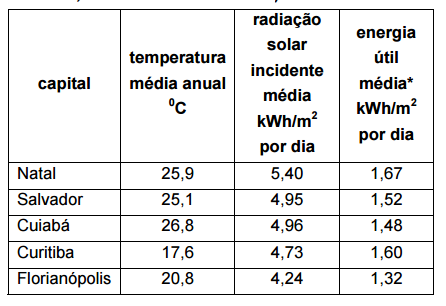 capital | temperatura média anual ⁰C | radiação solar incidente média kWh/m² por dia | energia útil média* kWh/m² por dia
Natal | 25,9 | 5,40 | 1,67
Salvador | 25,1 | 4,95 | 1,52
Cuiabá | 26,8 | 4,96 | 1,48
Curitiba | 17,6 | 4,73 | 1,60
Florianópolis | 20,8 | 4,24 | 1,32